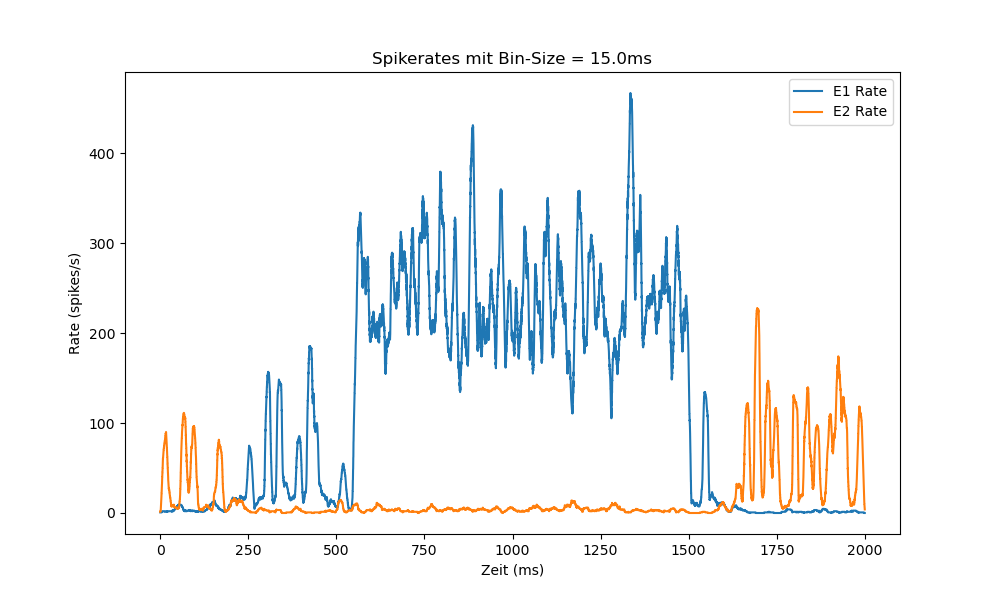 Spikerates mit Bin-Size = 15.0ms
E1 Rate
E2 Rate
Rate (spikes/s)
400
300
200
100
0
0 250 500 750 1000 1250 1500 1750 2000
Zeit (ms)